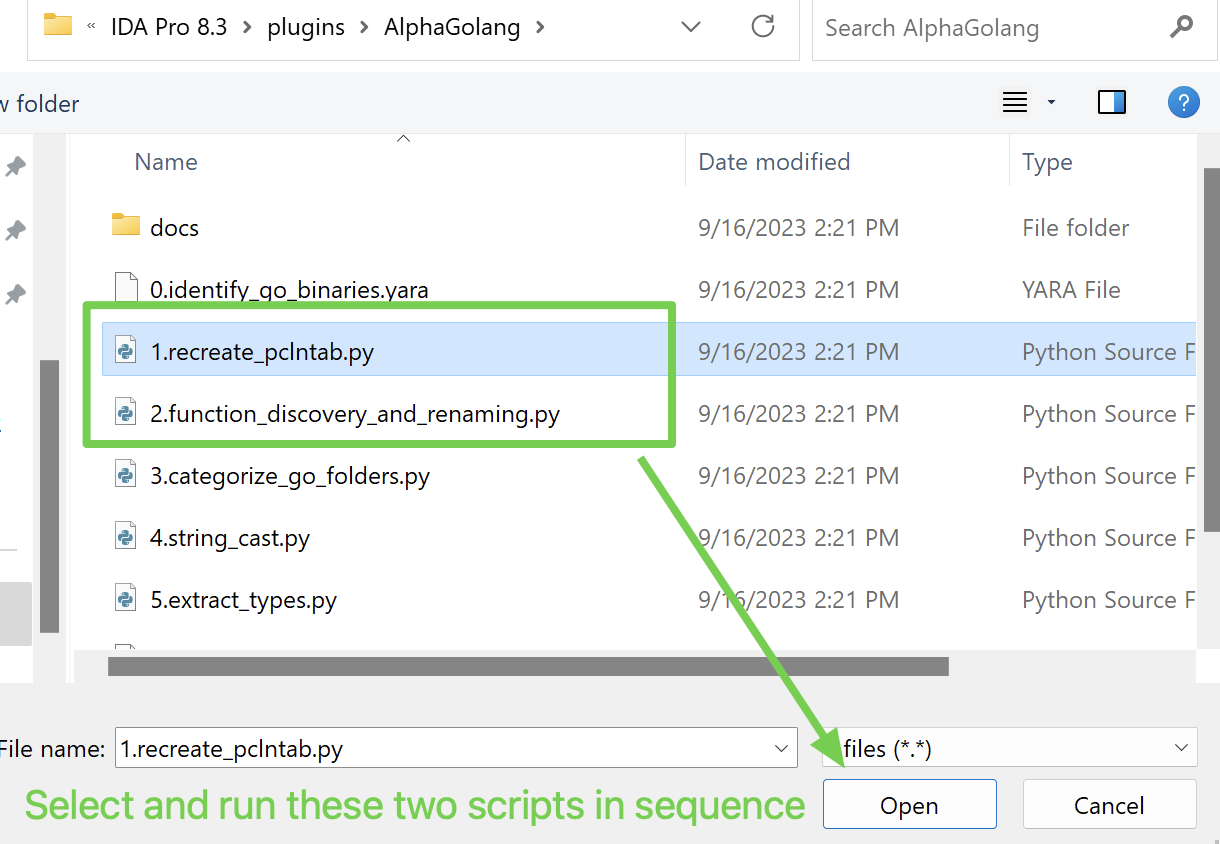 « IDA Pro 8.3 > plugins > AlphaGolang >
Search AlphaGolang
w folder
?
Name
Date modified
Type
docs
9/16/2023 2:21 PM
File folder
0.identify_go_binaries.yara
9/16/2023 2:21 PM
YARA File
1.recreate_pclntab.py
9/16/2023 2:21 PM
Python Source F
2.function_discovery_and_renaming.py
9/16/2023 2:21 PM
Python Source F
3.categorize_go_folders.py
9/16/2023 2:21 PM
Python Source F
4.string_cast.py
9/16/2023 2:21 PM
Python Source F
5.extract_types.py
9/16/2023 2:21 PM
Python Source F
File name:
1.recreate_pclntab.py
files (*.*)
Select and run these two scripts in sequence
Open
Cancel